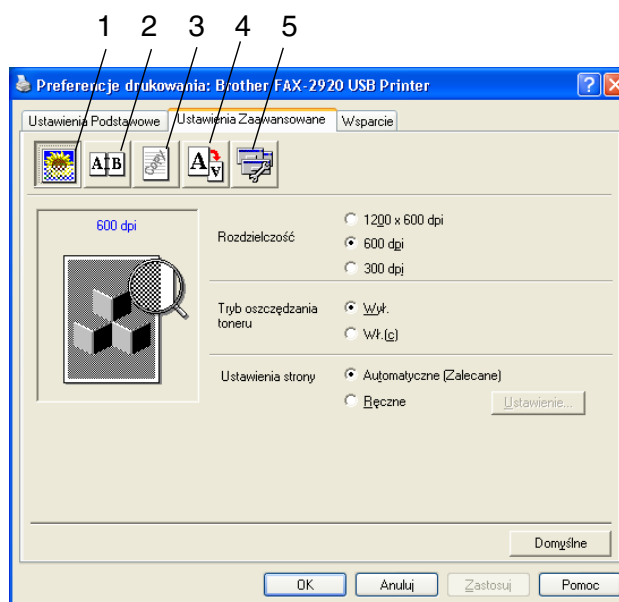 1 2 3 4 5
Preferencje drukowania: Brother FAX-2920 USB Printer
Ustawienia Podstawowe Ustawienia Zaawansowane Wsparcie
A B Copy A A
600 dpi
Rozdzielczość
1200 x 600 dpi
600 dpi
300 dpi
Tryb oszczędzania
toneru
Wył.
Wł.(c)
Ustawienia strony
Automatyczne (Zalecane)
Ręczne
Ustawienie...
Domyślne
OK Anuluj Zastosuj Pomoc